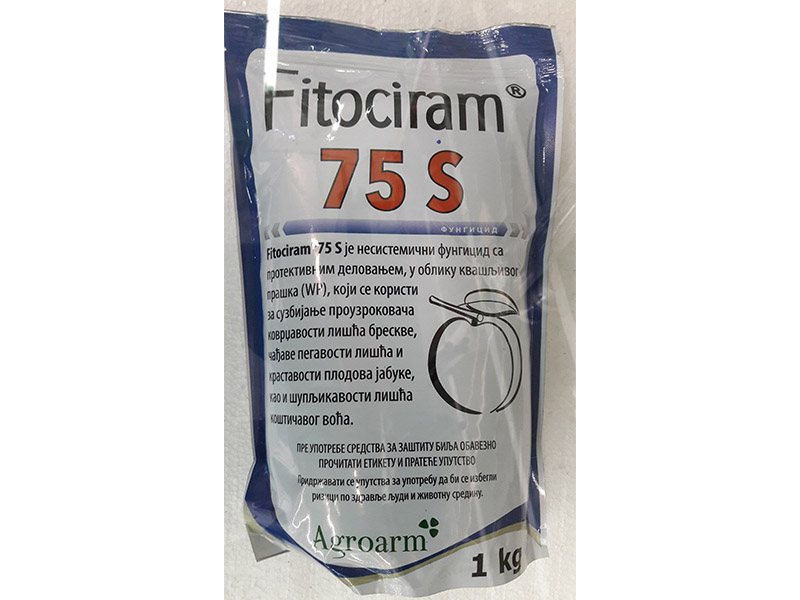 Fitociram®
75 S
ФУНГИЦИД
Fitociram® 75 S је несистемични фунгицид са
протективним деловањем, у облику квашљивог
прашка (WP), који се користи
за сузбијање проузроковача
коврџавости лишћа брескве,
чађаве пегавости лишћа и
краставости плодова јабуке,
као и шупљикавости лишћа
коштичавог воћа.
ПРЕ УПОТРЕБЕ СРЕДСТВА ЗА ЗАШТИТУ БИЉА ОБАВЕЗНО
ПРОЧИТАТИ ЕТИКЕТУ И ПРАТЕЋЕ УПУТСТВО
Придржавати се упутства за употребу да би се избегли
ризици по здравље људи и животну средину.
Agroarm
1 kg